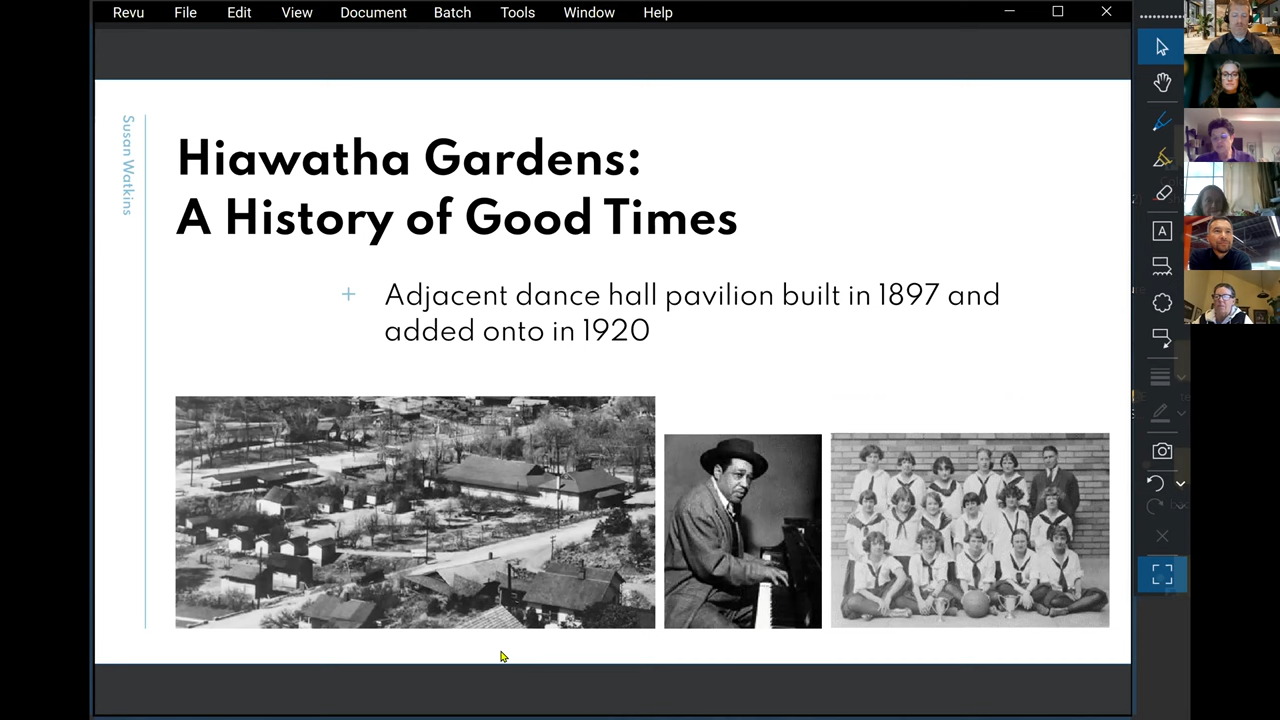 Revu File Edit View Document Batch Tools Window Help
Susan Watkins
Hiawatha Gardens:
A History of Good Times
+ Adjacent dance hall pavilion built in 1897 and
added onto in 1920
A